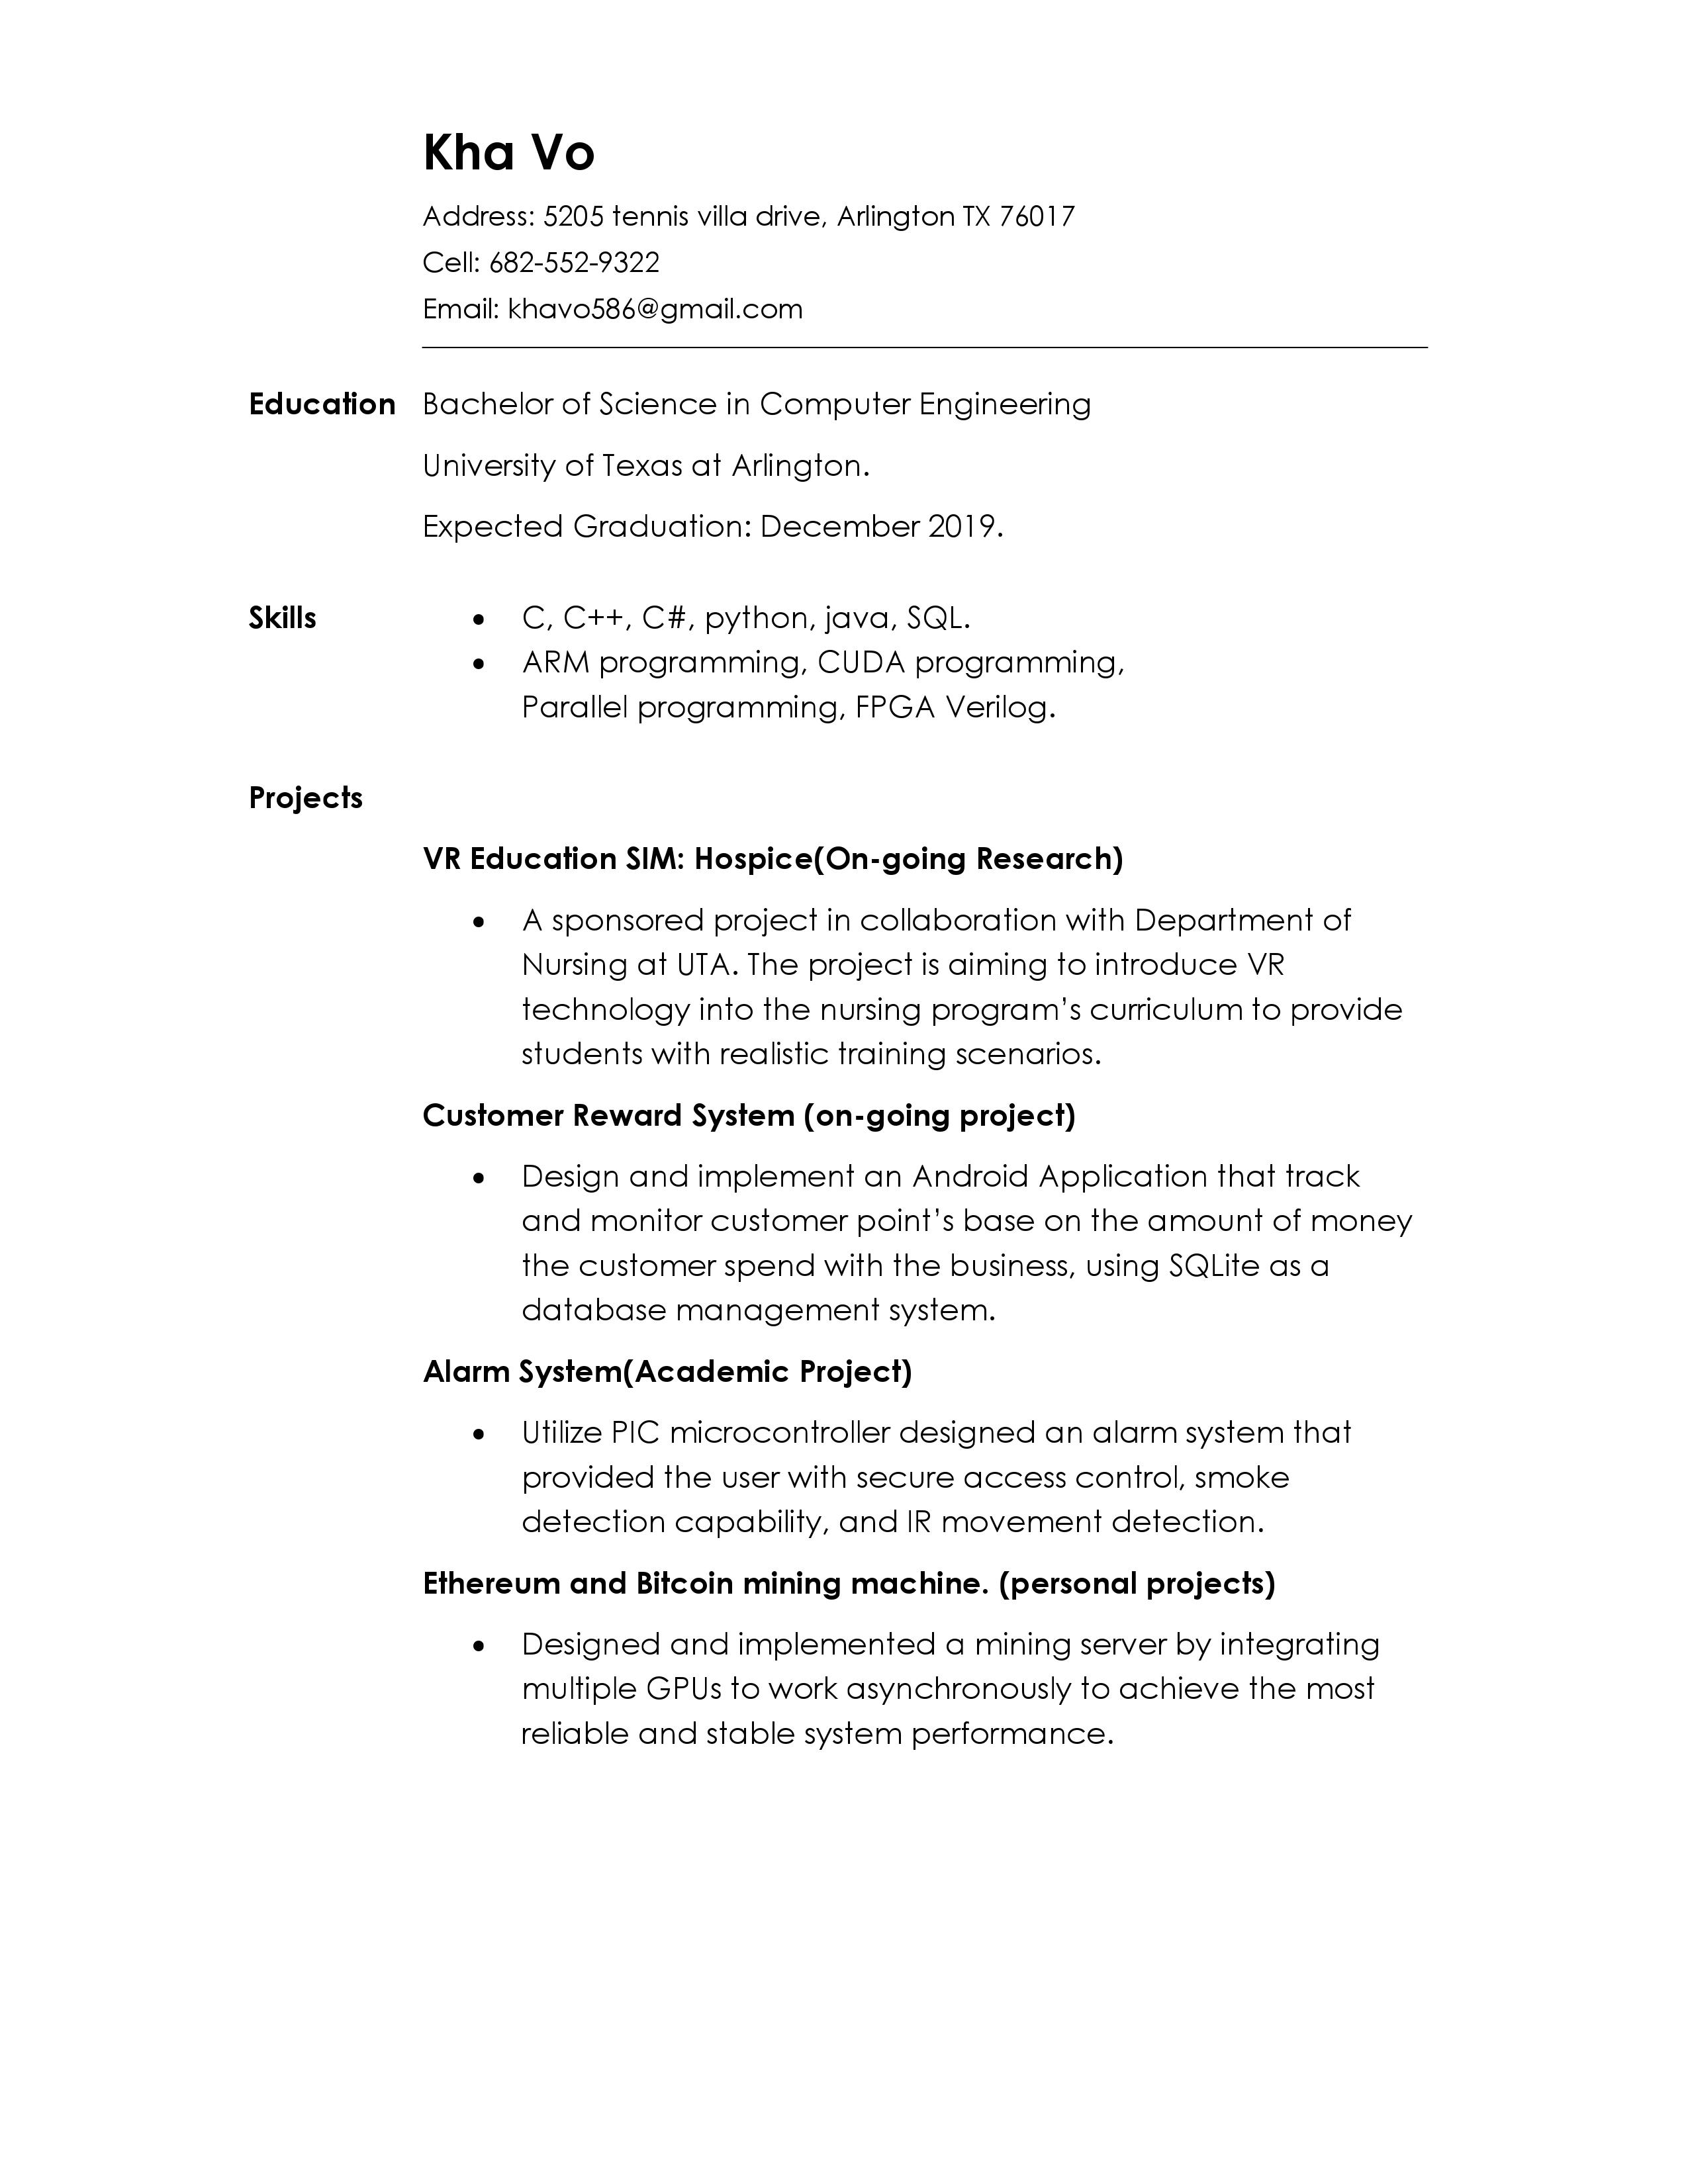 Kha Vo
Address: 5205 tennis villa drive, Arlington TX 76017
Cell: 682-552-9322
Email: khavo586@gmail.com
Education Bachelor of Science in Computer Engineering
University of Texas at Arlington.
Expected Graduation: December 2019.
Skills • C, C++, C#, python, java, SQL.
• ARM programming, CUDA programming,
Parallel programming, FPGA Verilog.
Projects
VR Education SIM: Hospice(On-going Research)
• A sponsored project in collaboration with Department of
Nursing at UTA. The project is aiming to introduce VR
technology into the nursing program’s curriculum to provide
students with realistic training scenarios.
Customer Reward System (on-going project)
• Design and implement an Android Application that track
and monitor customer point’s base on the amount of money
the customer spend with the business, using SQLite as a
database management system.
Alarm System(Academic Project)
• Utilize PIC microcontroller designed an alarm system that
provided the user with secure access control, smoke
detection capability, and IR movement detection.
Ethereum and Bitcoin mining machine. (personal projects)
• Designed and implemented a mining server by integrating
multiple GPUs to work asynchronously to achieve the most
reliable and stable system performance.